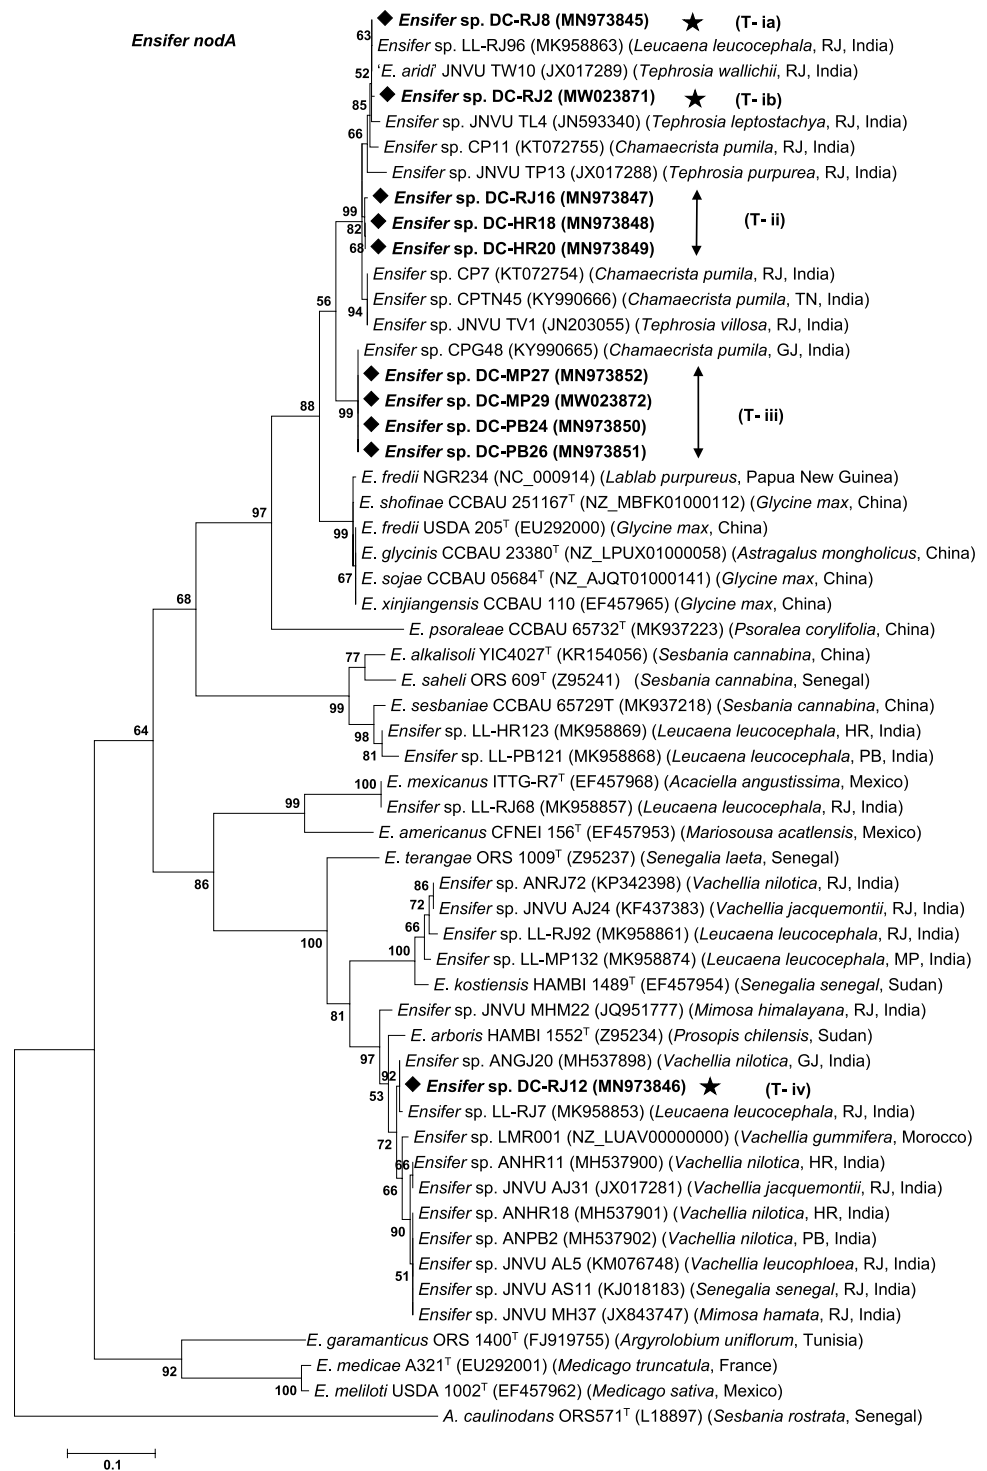 Ensifer nodA
◆ Ensifer sp. DC-RJ8 (MN973845) ★ (T- ia)
63
Ensifer sp. LL-RJ96 (MK958863) (Leucaena leucocephala, RJ, India)
52
‘E. aridi’ JNVU TW10 (JX017289) (Tephrosia wallichii, RJ, India)
◆ Ensifer sp. DC-RJ2 (MW023871) ★ (T- ib)
85
Ensifer sp. JNVU TL4 (JN593340) (Tephrosia leptostachya, RJ, India)
66
Ensifer sp. CP11 (KT072755) (Chamaecrista pumila, RJ, India)
Ensifer sp. JNVU TP13 (JX017288) (Tephrosia purpurea, RJ, India)
◆ Ensifer sp. DC-RJ16 (MN973847)
99
◆ Ensifer sp. DC-HR18 (MN973848) (T- ii)
82
◆ Ensifer sp. DC-HR20 (MN973849)
68
Ensifer sp. CP7 (KT072754) (Chamaecrista pumila, RJ, India)
56
Ensifer sp. CPTN45 (KY990666) (Chamaecrista pumila, TN, India)
94
Ensifer sp. JNVU TV1 (JN203055) (Tephrosia villosa, RJ, India)
Ensifer sp. CPG48 (KY990665) (Chamaecrista pumila, GJ, India)
◆ Ensifer sp. DC-MP27 (MN973852)
88
◆ Ensifer sp. DC-MP29 (MW023872) (T- iii)
99
◆ Ensifer sp. DC-PB24 (MN973850)
◆ Ensifer sp. DC-PB26 (MN973851)
E. fredii NGR234 (NC_000914) (Lablab purpureus, Papua New Guinea)
E. shofinae CCBAU 251167T (NZ_MBFK01000112) (Glycine max, China)
97
E. fredii USDA 205T (EU292000) (Glycine max, China)
99
E. glycinis CCBAU 23380T (NZ_LPUX01000058) (Astragalus mongholicus, China)
67
E. sojae CCBAU 05684T (NZ_AJQT01000141) (Glycine max, China)
68
E. xinjiangensis CCBAU 110 (EF457965) (Glycine max, China)
E. psoraleae CCBAU 65732T (MK937223) (Psoralea corylifolia, China)
77
E. alkalisoli YIC4027T (KR154056) (Sesbania cannabina, China)
E. saheli ORS 609T (Z95241) (Sesbania cannabina, Senegal)
99
E. sesbaniae CCBAU 65729T (MK937218) (Sesbania cannabina, China)
64
98
Ensifer sp. LL-HR123 (MK958869) (Leucaena leucocephala, HR, India)
81
Ensifer sp. LL-PB121 (MK958868) (Leucaena leucocephala, PB, India)
100
E. mexicanus ITTG-R7T (EF457968) (Acaciella angustissima, Mexico)
99
Ensifer sp. LL-RJ68 (MK958857) (Leucaena leucocephala, RJ, India)
E. americanus CFNEI 156T (EF457953) (Mariosousa acatlensis, Mexico)
E. terangae ORS 1009T (Z95237) (Senegalia laeta, Senegal)
86
86
Ensifer sp. ANRJ72 (KP342398) (Vachellia nilotica, RJ, India)
72
Ensifer sp. JNVU AJ24 (KF437383) (Vachellia jacquemontii, RJ, India)
66
Ensifer sp. LL-RJ92 (MK958861) (Leucaena leucocephala, RJ, India)
100
100
Ensifer sp. LL-MP132 (MK958874) (Leucaena leucocephala, MP, India)
E. kostiensis HAMBI 1489T (EF457954) (Senegalia senegal, Sudan)
81
Ensifer sp. JNVU MHM22 (JQ951777) (Mimosa himalayana, RJ, India)
E. arboris HAMBI 1552T (Z95234) (Prosopis chilensis, Sudan)
97
Ensifer sp. ANGJ20 (MH537898) (Vachellia nilotica, GJ, India)
92
◆ Ensifer sp. DC-RJ12 (MN973846) ★ (T- iv)
53
Ensifer sp. LL-RJ7 (MK958853) (Leucaena leucocephala, RJ, India)
72
Ensifer sp. LMR001 (NZ_LUAV00000000) (Vachellia gummifera, Morocco)
66
Ensifer sp. ANHR11 (MH537900) (Vachellia nilotica, HR, India)
66
Ensifer sp. JNVU AJ31 (JX017281) (Vachellia jacquemontii, RJ, India)
Ensifer sp. ANHR18 (MH537901) (Vachellia nilotica, HR, India)
90
Ensifer sp. ANPB2 (MH537902) (Vachellia nilotica, PB, India)
Ensifer sp. JNVU AL5 (KM076748) (Vachellia leucophloea, RJ, India)
51
Ensifer sp. JNVU AS11 (KJ018183) (Senegalia senegal, RJ, India)
Ensifer sp. JNVU MH37 (JX843747) (Mimosa hamata, RJ, India)
E. garamanticus ORS 1400T (FJ919755) (Argyrolobium uniflorum, Tunisia)
92
E. medicae A321T (EU292001) (Medicago truncatula, France)
100
E. meliloti USDA 1002T (EF457962) (Medicago sativa, Mexico)
A. caulinodans ORS571T (L18897) (Sesbania rostrata, Senegal)
0.1